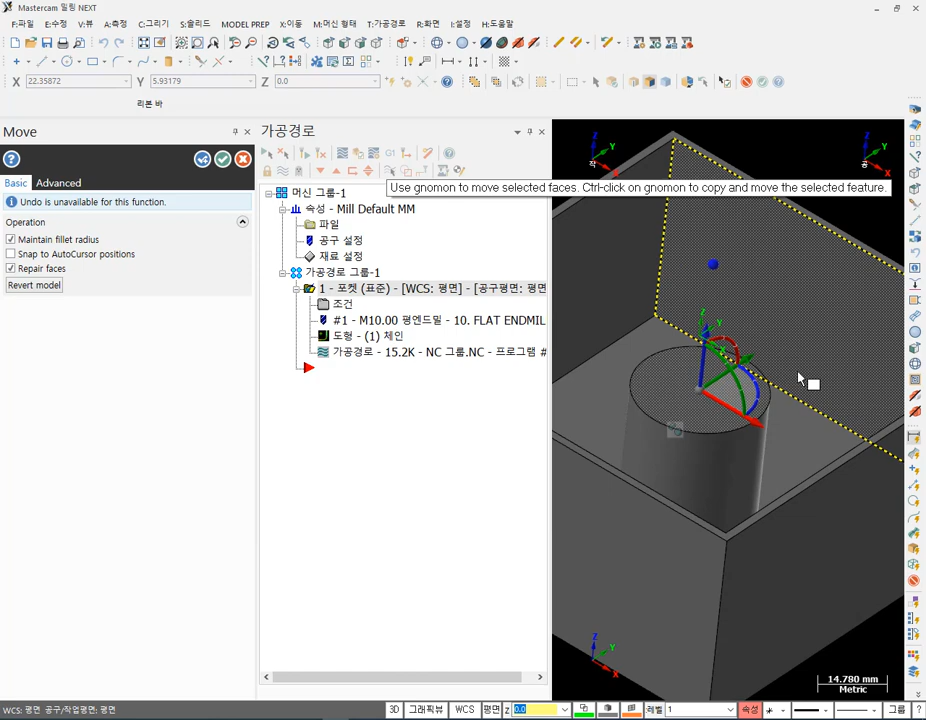 Mastercam 밀링 NEXT
F:파일 E:수정 V:뷰 A:측정 C:그리기 S:솔리드 MODEL PREP X:이동 M:머신 형태 T:가공경로 R:화면 I:설정 H:도움말
X 22.35872 Y 5.93179 Z 0.0
리본 바
Move
Basic Advanced
Undo is unavailable for this function.
Operation
Maintain fillet radius
Snap to AutoCursor positions
Repair faces
Revert model
가공경로
G1
머신 그룹-1
속성 - Mill Default MM
파일
공구 설정
재료 설정
가공경로 그룹-1
1 - 포켓 (표준) - [WCS: 평면] - [공구평면: 평면
조건
#1 - M10.00 평엔드밀 - 10. FLAT ENDMIL
도형 - (1) 체인
가공경로 - 15.2K - NC 그룹.NC - 프로그램 #
Use gnomon to move selected faces. Ctrl-click on gnomon to copy and move the selected feature.
Z Y X 작
Z Y X 공
Z Y
Z Y X
14.780 mm
Metric
WCS: 평면 공구/작업평면: 평면
3D 그래픽뷰 WCS 평면 Z 0.0 레벨 1 속성 그룹